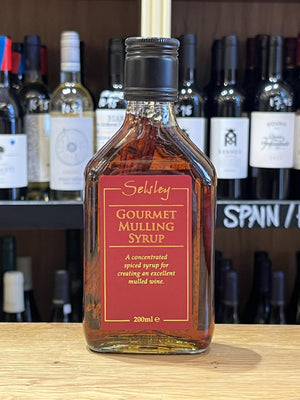 Selsley
GOURMET
MULLING
SYRUP
A concentrated
spiced syrup for
creating an excellent
mulled wine.
200ml e
SPAIN /